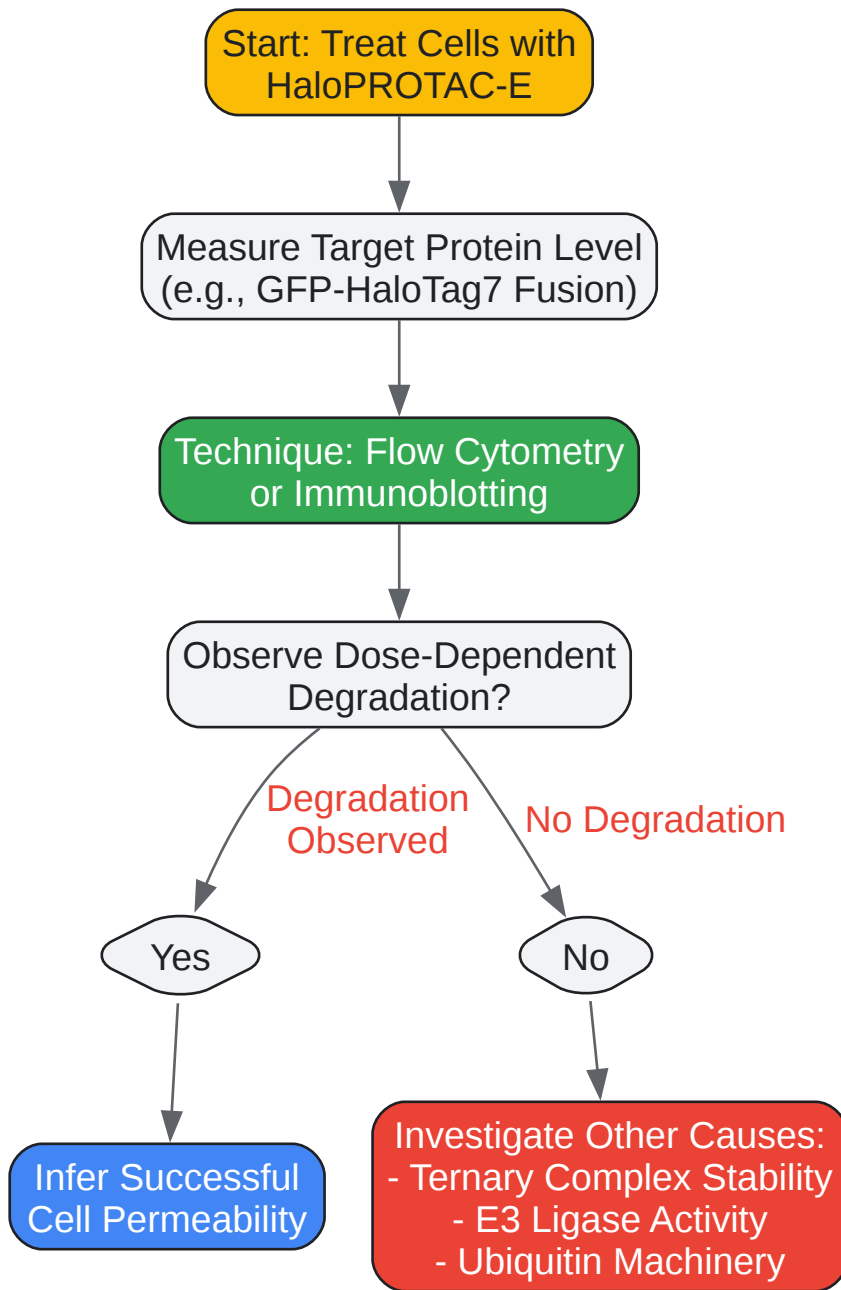 Start: Treat Cells with
HaloPROTAC-E
Measure Target Protein Level
(e.g., GFP-HaloTag7 Fusion)
Technique: Flow Cytometry
or Immunoblotting
Observe Dose-Dependent
Degradation?
Degradation
Observed
No Degradation
Yes
No
Infer Successful
Cell Permeability
Investigate Other Causes:
- Ternary Complex Stability
- E3 Ligase Activity
- Ubiquitin Machinery